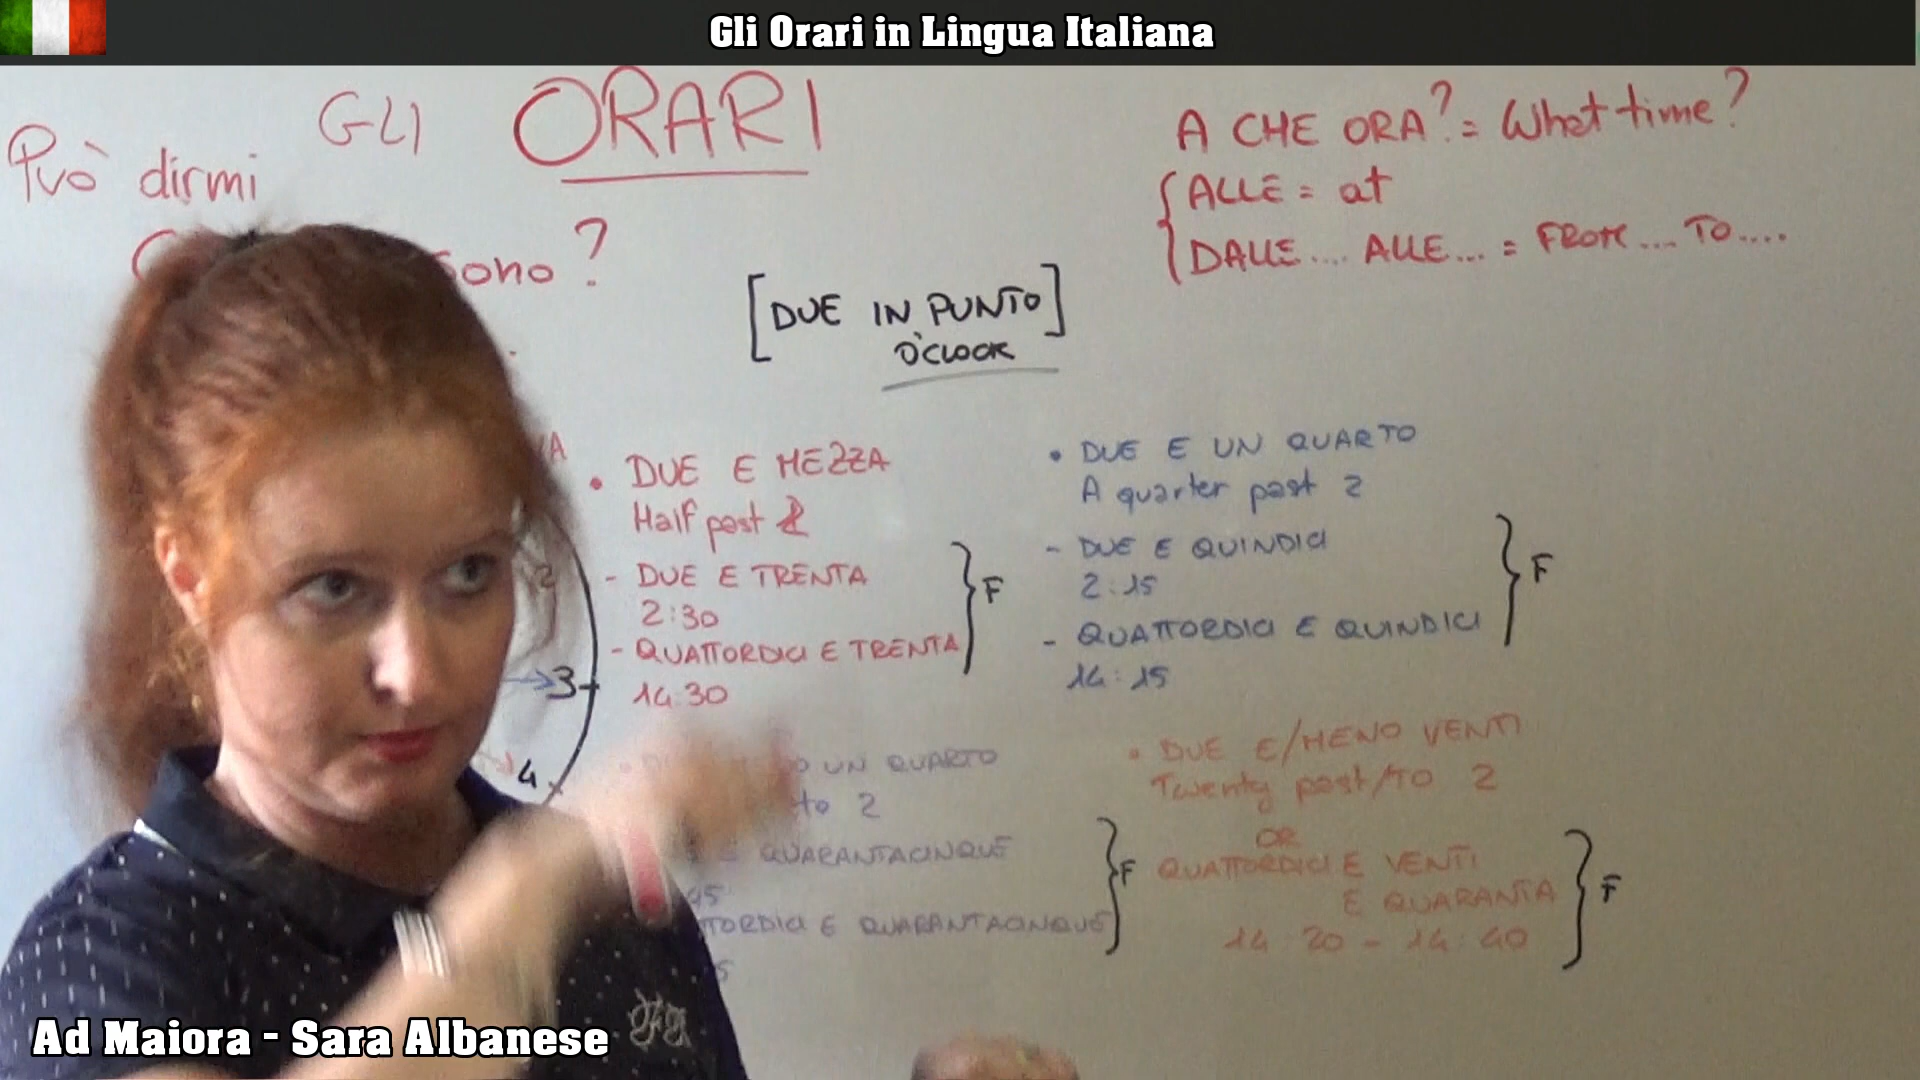 Gli Orari in Lingua Italiana
GLI ORARI
Può dirmi
sono?
A CHE ORA? = What time?
ALLE = at
DALLE.... ALLE... = FROM.... TO....
[DUE IN PUNTO]
O'CLOCK
• DUE E MEZZA
Half past 2
- DUE E TRENTA
2:30
- QUATTORDICI E TRENTA
14:30
F
• DUE E UN QUARTO
A quarter past 2
- DUE E QUINDICI
2:15
- QUATTORDICI E QUINDICI
14:15
F
2
3
4
UN QUARTO
to 2
E QUARANTACINQUE
45
E QUARANTACINQUE
F
• DUE E/MENO VENTI
Twenty past/to 2
OR
QUATTORDICI E VENTI
E QUARANTA
14:20 - 14:40
F
Ad Maiora - Sara Albanese